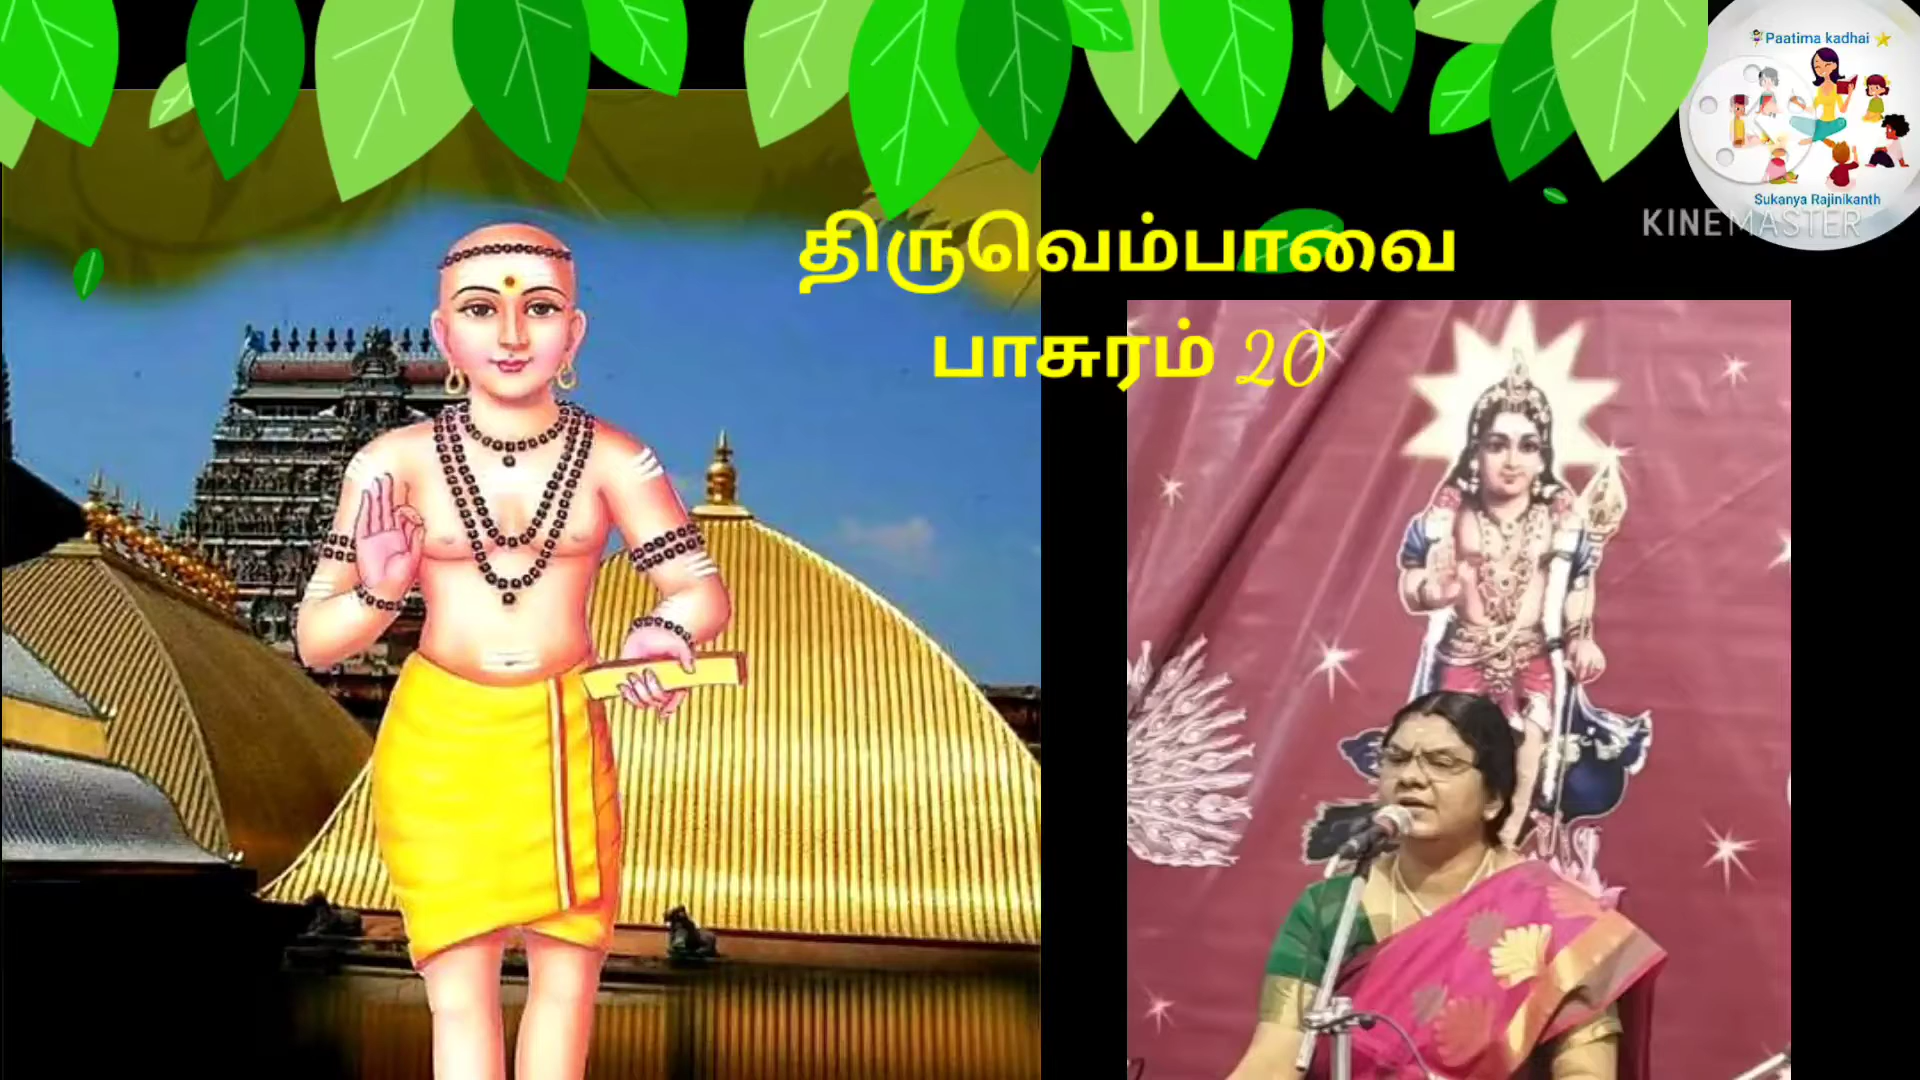 Paatima kadhai
Sukanya Rajinikanth
KINEMASTER
திருவெம்பாவை
பாசுரம் 20